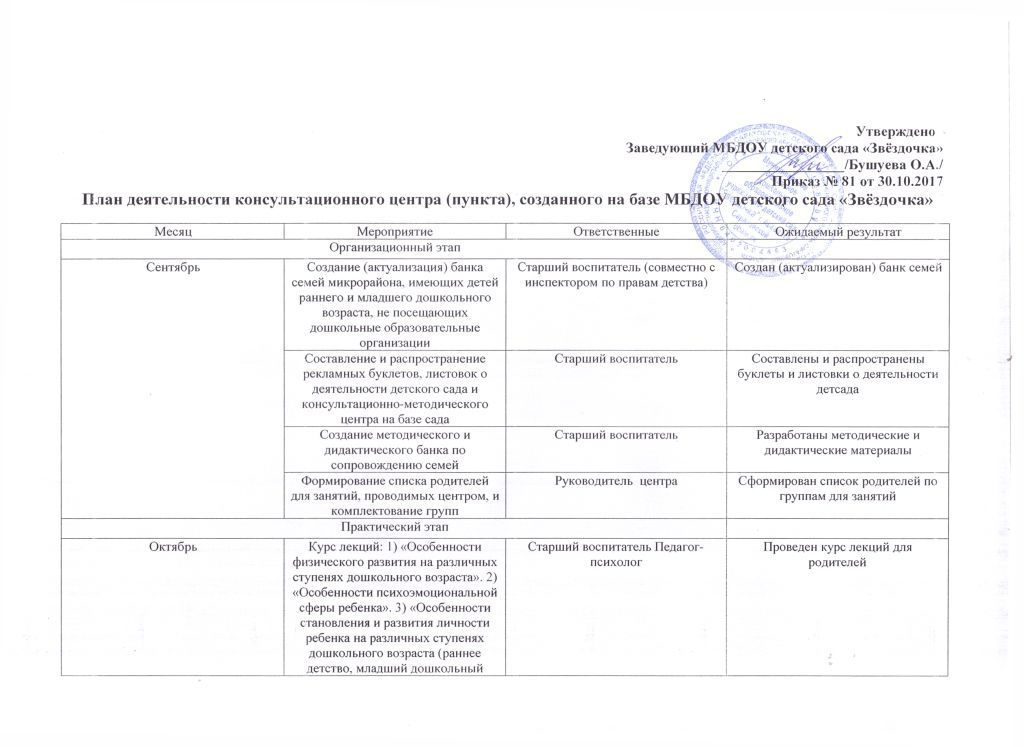 Утверждено
Заведующий МБДОУ детского сада «Звёздочка»
/Бушуева О.А./
Приказ № 81 от 30.10.2017
План деятельности консультационного центра (пункта), созданного на базе МБДОУ детского сада «Звёздочка»
Месяц Мероприятие Ответственные Ожидаемый результат
Организационный этап
Сентябрь
Создание (актуализация) банка
семей микрорайона, имеющих детей
раннего и младшего дошкольного
возраста, не посещающих
дошкольные образовательные
организации
Старший воспитатель (совместно с
инспектором по правам детства)
Создан (актуализирован) банк семей
Составление и распространение
рекламных буклетов, листовок о
деятельности детского сада и
консультационно-методического
центра на базе сада
Старший воспитатель
Составлены и распространены
буклеты и листовки о деятельности
детсада
Создание методического и
дидактического банка по
сопровождению семей
Старший воспитатель
Разработаны методические и
дидактические материалы
Формирование списка родителей
для занятий, проводимых центром, и
комплектование групп
Руководитель центра
Сформирован список родителей по
группам для занятий
Практический этап
Октябрь
Курс лекций: 1) «Особенности
физического развития на различных
ступенях дошкольного возраста». 2)
«Особенности психоэмоциональной
сферы ребенка». 3) «Особенности
становления и развития личности
ребенка на различных ступенях
дошкольного возраста (раннее
детство, младший дошкольный
Старший воспитатель Педагог-
психолог
Проведен курс лекций для
родителей